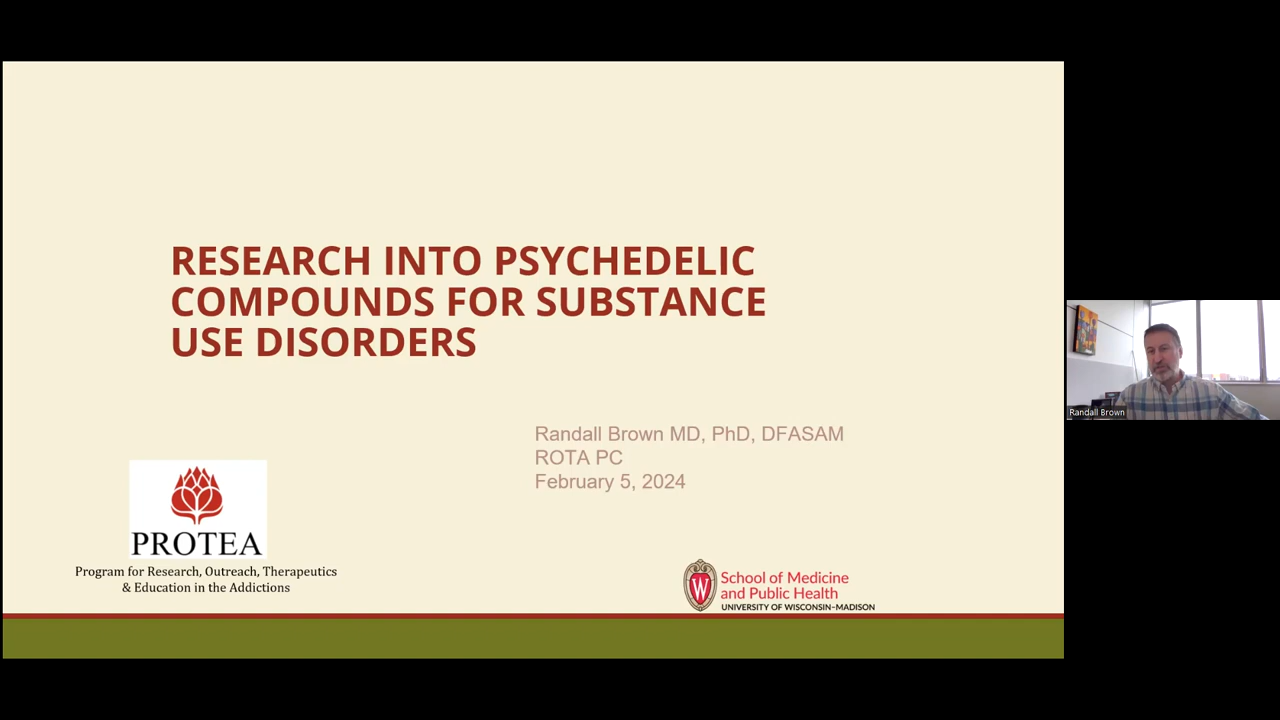 RESEARCH INTO PSYCHEDELIC
COMPOUNDS FOR SUBSTANCE
USE DISORDERS
Randall Brown MD, PhD, DFASAM
ROTA PC
February 5, 2024
PROTEA
Program for Research, Outreach, Therapeutics
& Education in the Addictions
W
School of Medicine
and Public Health
UNIVERSITY OF WISCONSIN–MADISON
Randall Brown